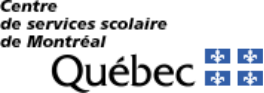 Centre
de services scolaire
de Montréal
Québec